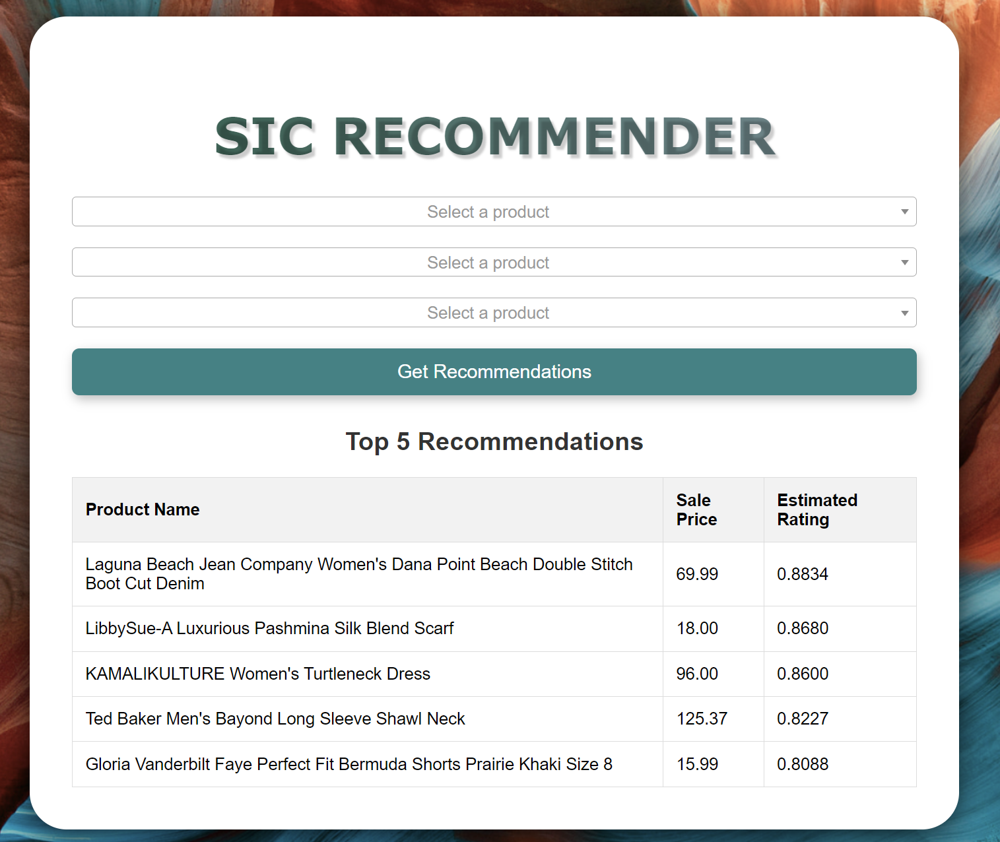 SIC RECOMMENDER
Select a product
Select a product
Select a product
Get Recommendations
Top 5 Recommendations
Product Name
Sale
Price
Estimated
Rating
Laguna Beach Jean Company Women's Dana Point Beach Double Stitch
Boot Cut Denim
69.99
0.8834
LibbySue-A Luxurious Pashmina Silk Blend Scarf
18.00
0.8680
KAMALIKULTURE Women's Turtleneck Dress
96.00
0.8600
Ted Baker Men's Bayond Long Sleeve Shawl Neck
125.37
0.8227
Gloria Vanderbilt Faye Perfect Fit Bermuda Shorts Prairie Khaki Size 8
15.99
0.8088